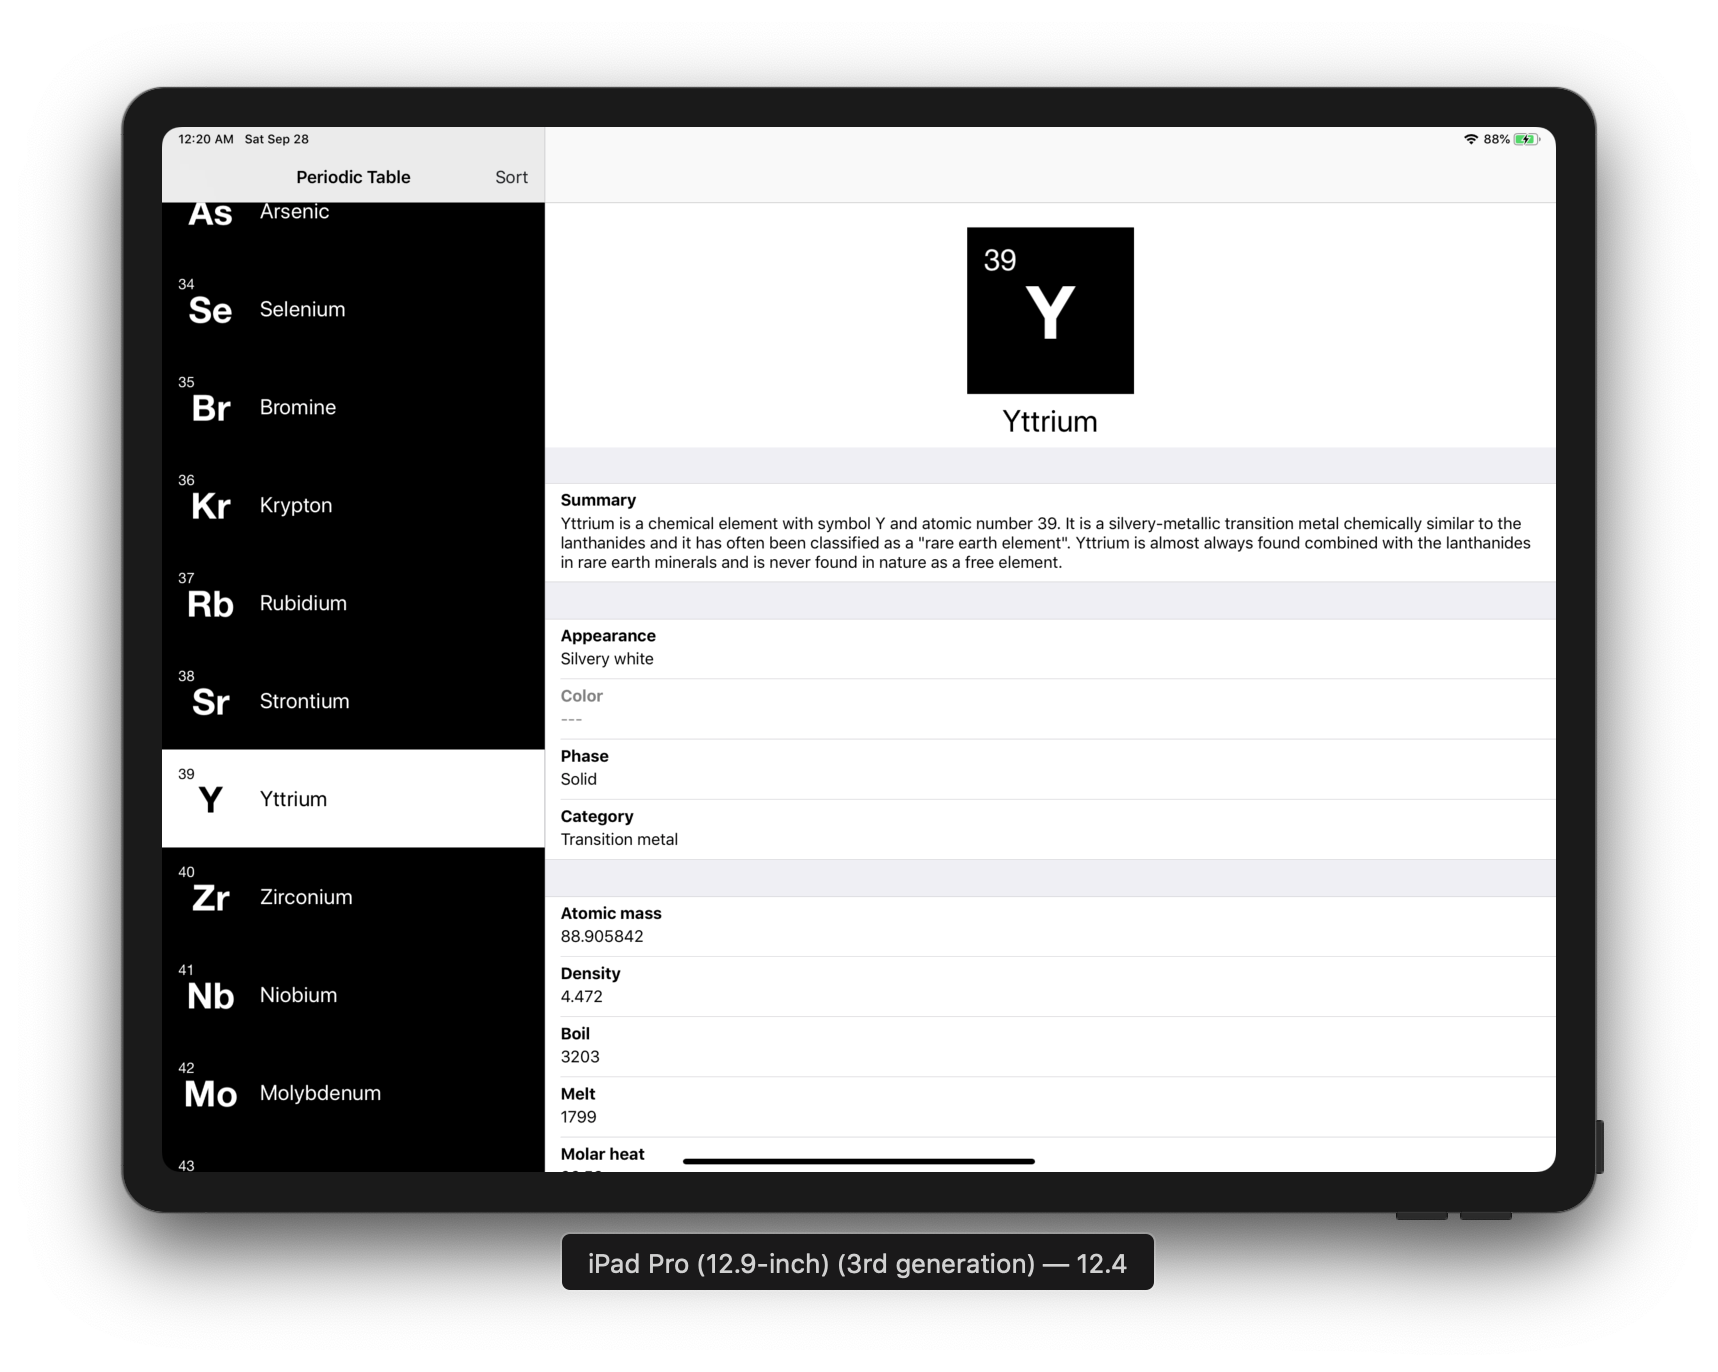 12:20 AM Sat Sep 28
88%
Periodic Table
Sort
As Arsenic
34
Se Selenium
35
Br Bromine
36
Kr Krypton
37
Rb Rubidium
38
Sr Strontium
39
Y Yttrium
40
Zr Zirconium
41
Nb Niobium
42
Mo Molybdenum
43
39
Y
Yttrium
Summary
Yttrium is a chemical element with symbol Y and atomic number 39. It is a silvery-metallic transition metal chemically similar to the
lanthanides and it has often been classified as a "rare earth element". Yttrium is almost always found combined with the lanthanides
in rare earth minerals and is never found in nature as a free element.
Appearance
Silvery white
Color
---
Phase
Solid
Category
Transition metal
Atomic mass
88.905842
Density
4.472
Boil
3203
Melt
1799
Molar heat
iPad Pro (12.9-inch) (3rd generation) — 12.4